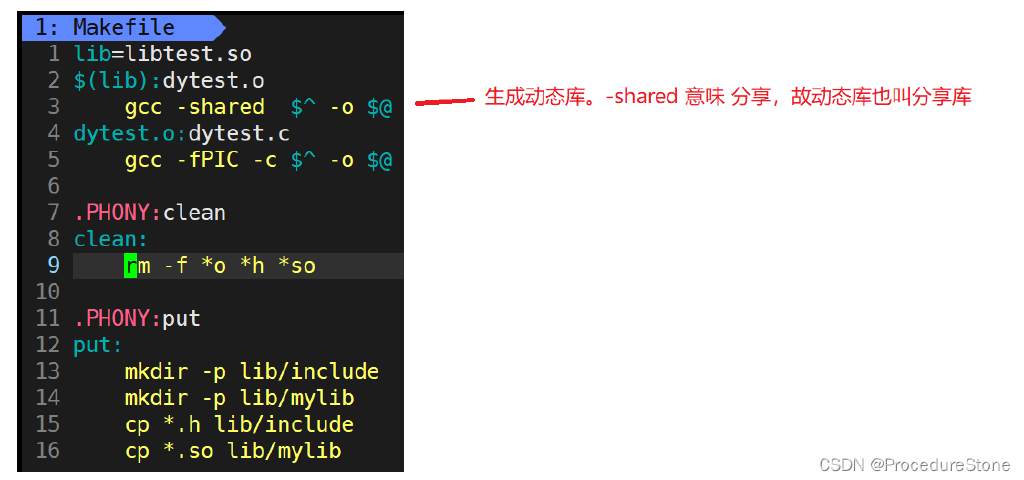 1: Makefile
1 lib=libtest.so
2 $(lib):dytest.o
3 gcc -shared $^ -o $@
生成动态库。-shared 意味 分享，故动态库也叫分享库
4 dytest.o:dytest.c
5 gcc -fPIC -c $^ -o $@
6
7 .PHONY:clean
8 clean:
9 rm -f *o *h *so
10
11 .PHONY:put
12 put:
13 mkdir -p lib/include
14 mkdir -p lib/mylib
15 cp *.h lib/include
16 cp *.so lib/mylib
CSDN @ProcedureStone